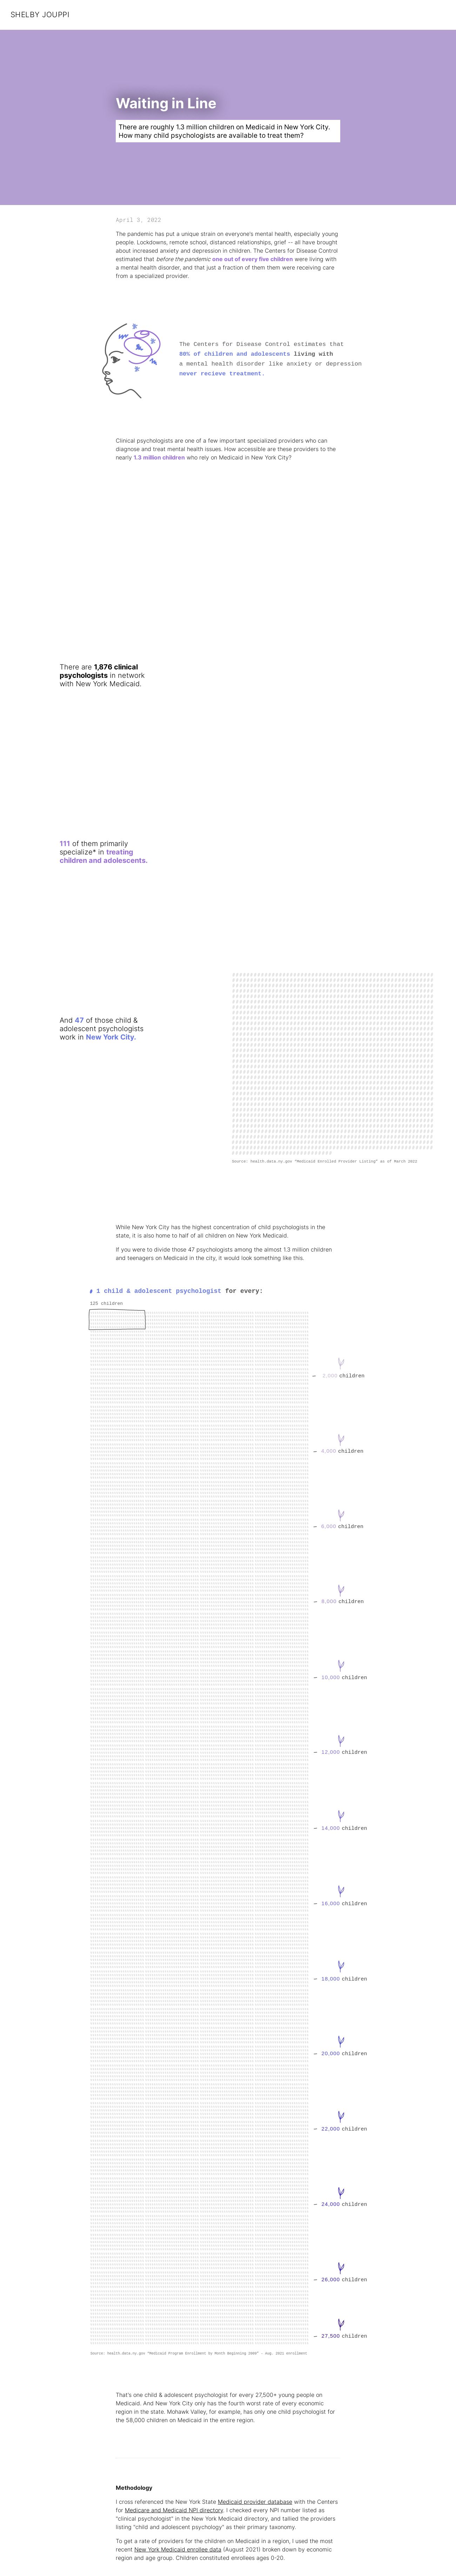 SHELBY JOUPPI
Waiting in Line
There are roughly 1.3 million children on Medicaid in New York City.
How many child psychologists are available to treat them?
April 3, 2022
The pandemic has put a unique strain on everyone's mental health, especially young
people. Lockdowns, remote school, distanced relationships, grief -- all have brought
about increased anxiety and depression in children. The Centers for Disease Control
estimated that before the pandemic one out of every five children were living with
a mental health disorder, and that just a fraction of them them were receiving care
from a specialized provider.
The Centers for Disease Control estimates that
80% of children and adolescents living with
a mental health disorder like anxiety or depression
never recieve treatment.
Clinical psychologists are one of a few important specialized providers who can
diagnose and treat mental health issues. How accessible are these providers to the
nearly 1.3 million children who rely on Medicaid in New York City?
There are 1,876 clinical
psychologists in network
with New York Medicaid.
111 of them primarily
specialize* in treating
children and adolescents.
And 47 of those child &
adolescent psychologists
work in New York City.
Source: health.data.ny.gov "Medicaid Enrolled Provider Listing" as of March 2022
While New York City has the highest concentration of child psychologists in the
state, it is also home to half of all children on New York Medicaid.
If you were to divide those 47 psychologists among the almost 1.3 million children
and teenagers on Medicaid in the city, it would look something like this.
1 child & adolescent psychologist for every:
125 children
← 2,000 children
← 4,000 children
← 6,000 children
← 8,000 children
← 10,000 children
← 12,000 children
← 14,000 children
← 16,000 children
← 18,000 children
← 20,000 children
← 22,000 children
← 24,000 children
← 26,000 children
← 27,500 children
Source: health.data.ny.gov "Medicaid Program Enrollment by Month Beginning 2009" - Aug. 2021 enrollment
That's one child & adolescent psychologist for every 27,500+ young people on
Medicaid. And New York City only has the fourth worst rate of every economic
region in the state. Mohawk Valley, for example, has only one child psychologist for
the 58,000 children on Medicaid in the entire region.
Methodology
I cross referenced the New York State Medicaid provider database with the Centers
for Medicare and Medicaid NPI directory. I checked every NPI number listed as
"clinical psychologist" in the New York Medicaid directory, and tallied the providers
listing "child and adolescent psychology" as their primary taxonomy.
To get a rate of providers for the children on Medicaid in a region, I used the most
recent New York Medicaid enrollee data (August 2021) broken down by economic
region and age group. Children constituted enrollees ages 0-20.